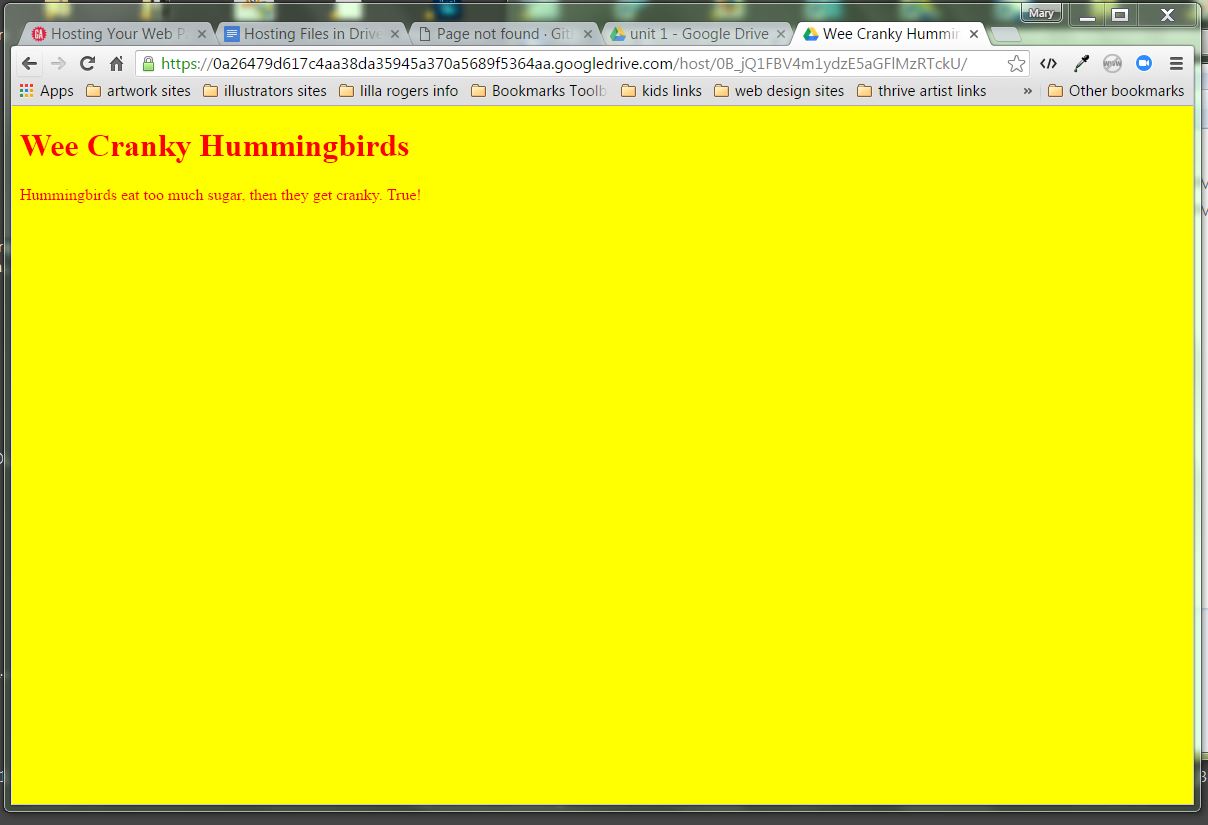 Mary
Hosting Your Web P
Hosting Files in Drive
Page not found · Git
unit 1 - Google Drive
Wee Cranky Hummin
https://0a26479d617c4aa38da35945a370a5689f5364aa.googledrive.com/host/0B_jQ1FBV4m1ydzE5aGFlMzRTckU/
Apps artwork sites illustrators sites lilla rogers info Bookmarks Toolb kids links web design sites thrive artist links » Other bookmarks
Wee Cranky Hummingbirds
Hummingbirds eat too much sugar, then they get cranky. True!